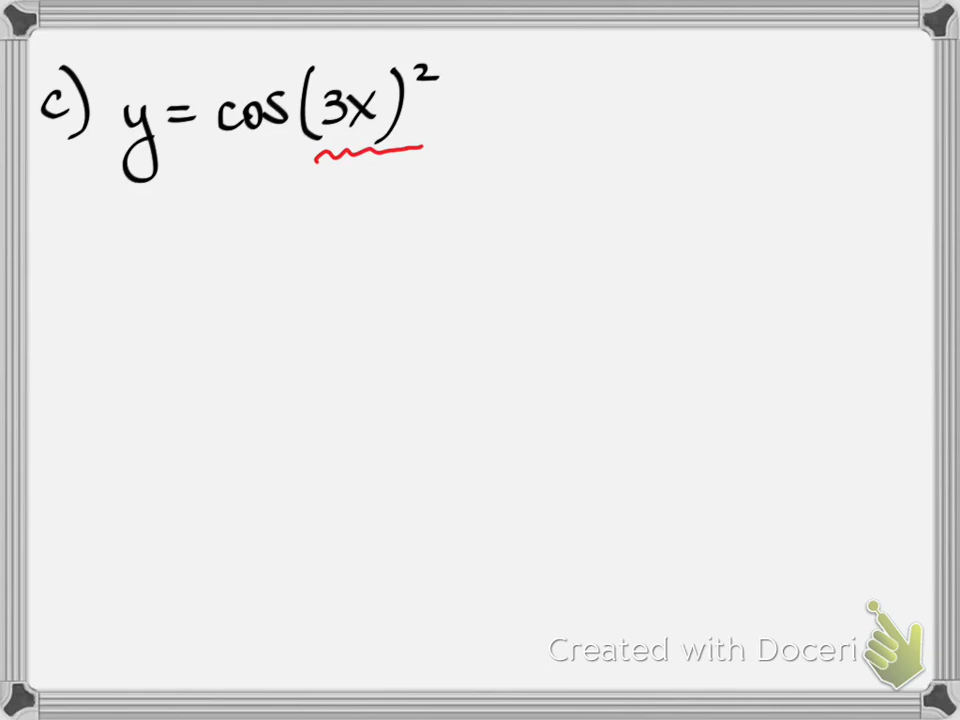 c) y = cos(3x)²
Created with Doceri